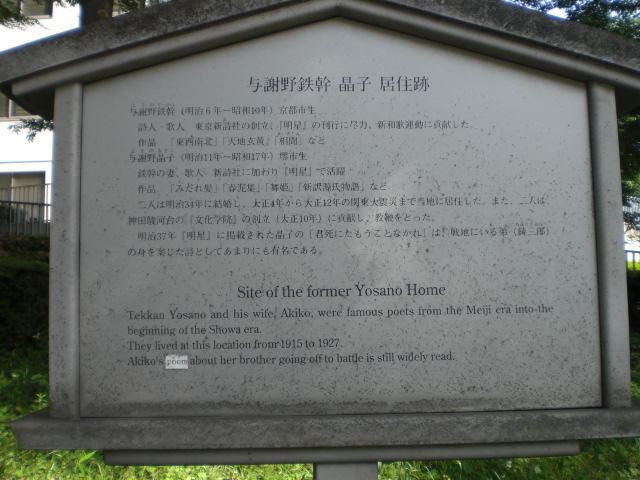 与謝野鉄幹 晶子 居住跡
与謝野鉄幹（明治6年〜昭和10年）京都市生
詩人・歌人 東京新詩社の創立、『明星』の刊行に尽力、新和歌運動に貢献した。
作品 「東西南北」「天地玄黄」「相聞」など
与謝野晶子（明治11年〜昭和17年）堺市生
鉄幹の妻、歌人 新詩社に加わり『明星』で活躍
作品 「みだれ髪」「春泥集」「舞姫」「新訳源氏物語」など
二人は明治34年に結婚し、大正4年から大正12年の関東大震災まで当地に居住した。また、二人は
神田駿河台の『文化学院』の創立（大正10年）に貢献し、教鞭をとった。
明治37年『明星』に掲載された晶子の「君死にたもうことなかれ」は、戦地にいる弟（籌三郎）
の身を案じた詩としてあまりにも有名である。
Site of the former Yosano Home
Tekkan Yosano and his wife, Akiko, were famous poets from the Meiji era into the
beginning of the Showa era.
They lived at this location from 1915 to 1927.
Akiko's poom about her brother going off to battle is still widely read.